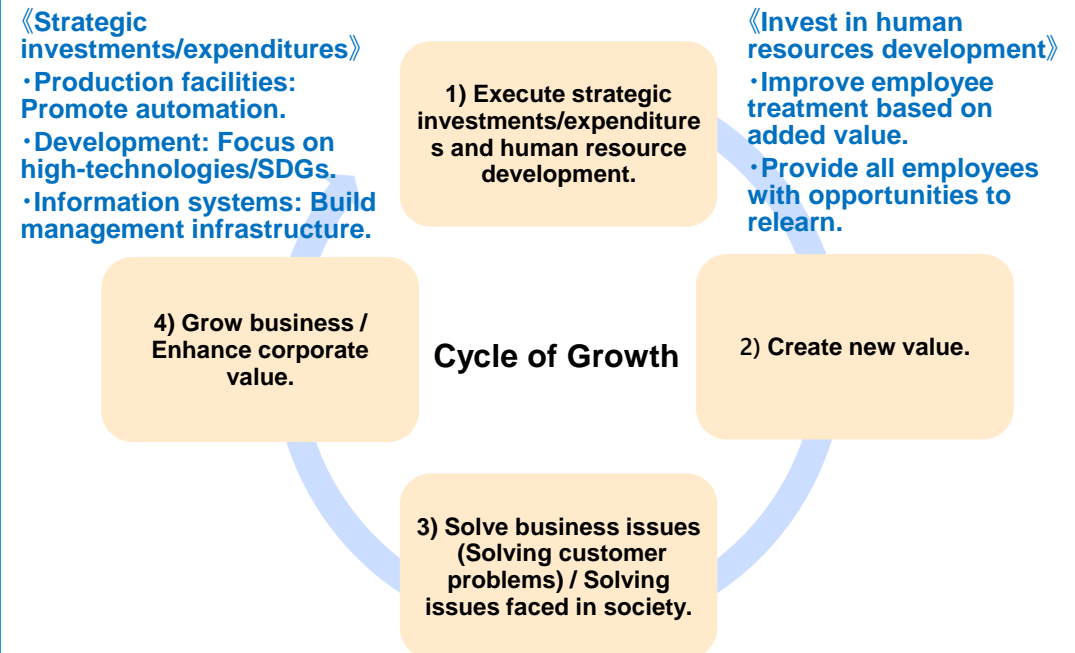 《Strategic
investments/expenditures》
・Production facilities:
Promote automation.
・Development: Focus on
high-technologies/SDGs.
・Information systems: Build
management infrastructure.
《Invest in human
resources development》
・Improve employee
treatment based on
added value.
・Provide all employees
with opportunities to
relearn.
1) Execute strategic
investments/expenditure
s and human resource
development.
2) Create new value.
3) Solve business issues
(Solving customer
problems) / Solving
issues faced in society.
4) Grow business /
Enhance corporate
value.
Cycle of Growth